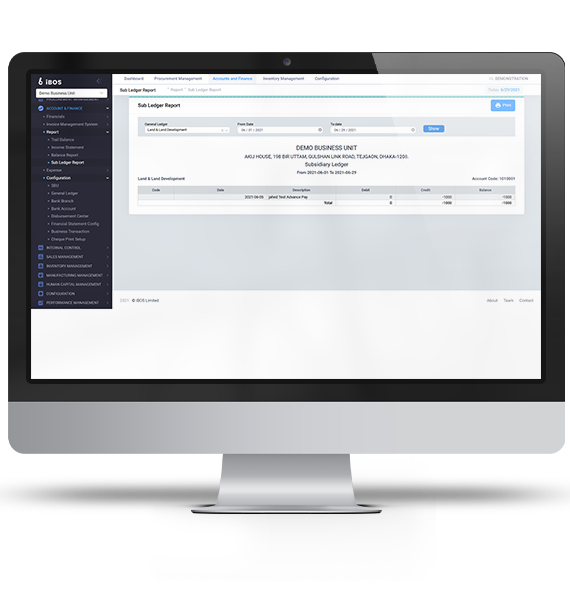 iBOS
Dashboard Procurement Management Accounts and Finance Inventory Management Configuration
DEMONSTRATION
Demo Business Unit
Sub Ledger Report Report Sub Ledger Report
Today 6/29/2021
PROCUREMENT MANAGEMENT
ACCOUNT & FINANCE
Financials
Invoice Management System
Report
Trail Balance
Income Statement
Balance Report
Sub Ledger Report
Expense
Configuration
SBU
General Ledger
Bank Branch
Bank Account
Disbursement Center
Financial Statement Config
Business Transaction
Cheque Print Setup
INTERNAL CONTROL
SALES MANAGEMENT
INVENTORY MANAGEMENT
MANUFACTURING MANAGEMENT
HUMAN CAPITAL MANAGEMENT
CONFIGURATION
PERFORMANCE MANAGEMENT
Sub Ledger Report
Print
General Ledger From Date To date
Land & Land Development 06 / 01 / 2021 06 / 29 / 2021 Show
DEMO BUSINESS UNIT
AKIJ HOUSE, 198 BIR UTTAM, GULSHAN LINK ROAD, TEJGAON, DHAKA-1200.
Subsidiary Ledger
From 2021-06-01 To 2021-06-29
Land & Land Development Account Code: 1010001
Code Date Description Debit Credit Balance
2021-06-05 jahed Test Advance Pay 0 -1000 -1000
Total 0 -1000 -1000
2021 © iBOS Limited
About Team Contact